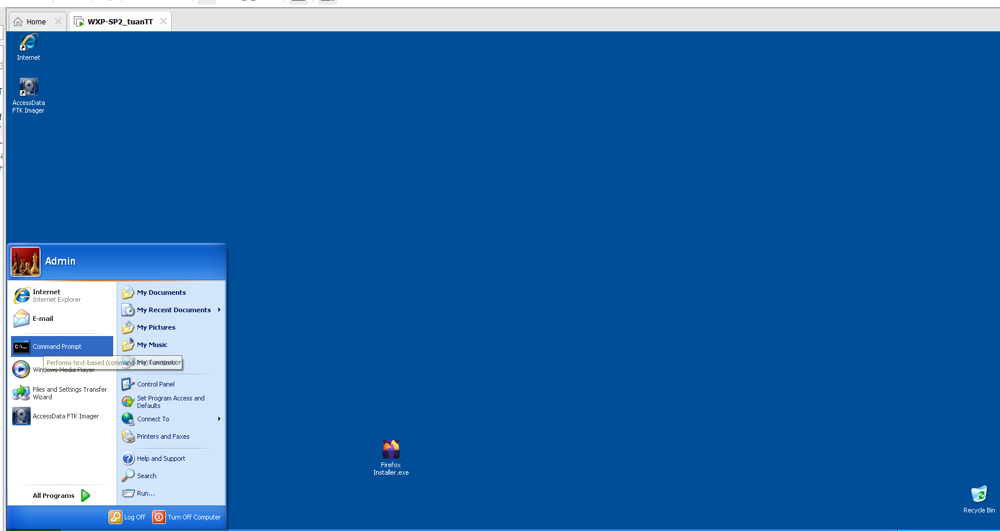 Home
WXP-SP2_tuanTT
Internet
AccessData
FTK Imager
Admin
Internet
Internet Explorer
E-mail
C:\_
Command Prompt
Performs text-based (command-line) functions.
Windows Media Player
Files and Settings Transfer
Wizard
AccessData FTK Imager
All Programs
My Documents
My Recent Documents
My Pictures
My Music
My Computer
Control Panel
Set Program Access and
Defaults
Connect To
Printers and Faxes
Help and Support
Search
Run...
Log Off
Turn Off Computer
Firefox
Installer.exe
Recycle Bin